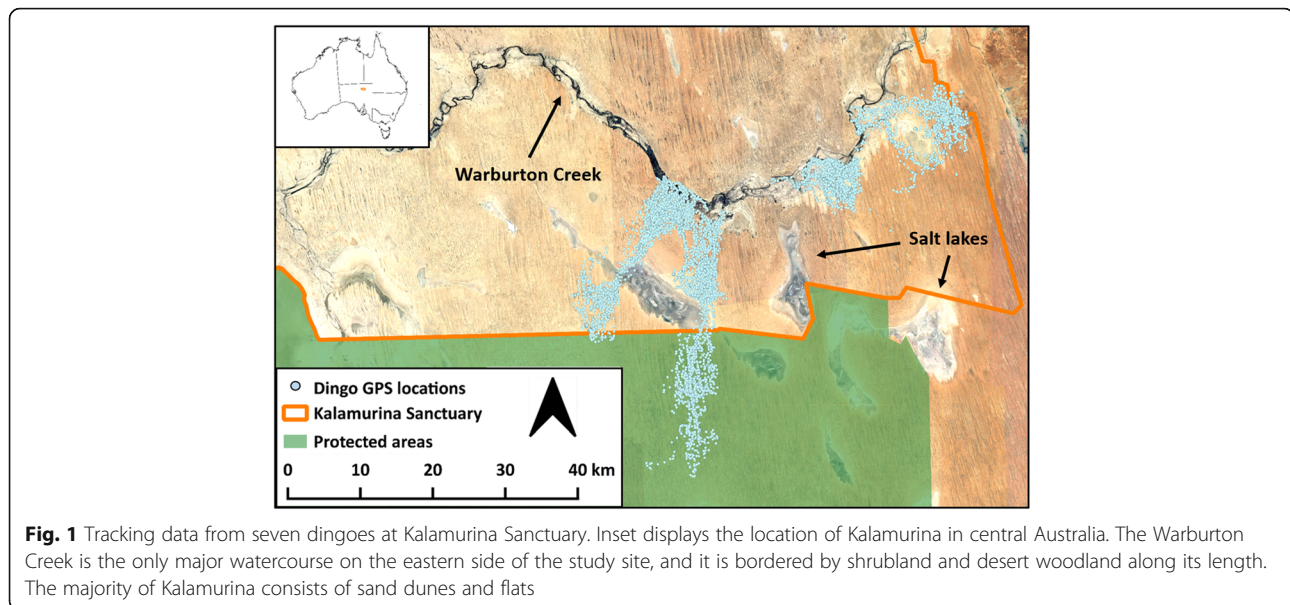 Warburton Creek
Salt lakes
Dingo GPS locations
Kalamurina Sanctuary
Protected areas
0 10 20 30 40 km
Fig. 1 Tracking data from seven dingoes at Kalamurina Sanctuary. Inset displays the location of Kalamurina in central Australia. The Warburton
Creek is the only major watercourse on the eastern side of the study site, and it is bordered by shrubland and desert woodland along its length.
The majority of Kalamurina consists of sand dunes and flats